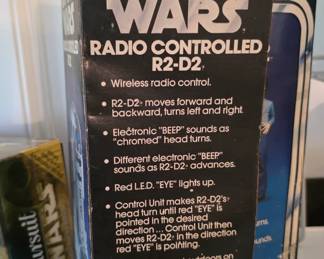 WARS
RADIO CONTROLLED
R2-D2
• Wireless radio control.
• R2-D2 moves forward and
backward, turns left and right.
• Electronic "BEEP" sounds as
"chromed" head turns.
• Different electronic "BEEP"
sounds as R2-D2 advances.
• Red L.E.D. "EYE" lights up.
• Control Unit makes R2-D2's
head turn until red "EYE" is
pointed in the desired
direction ... Control Unit then
moves R2-D2 in the direction
red "EYE" is pointing.